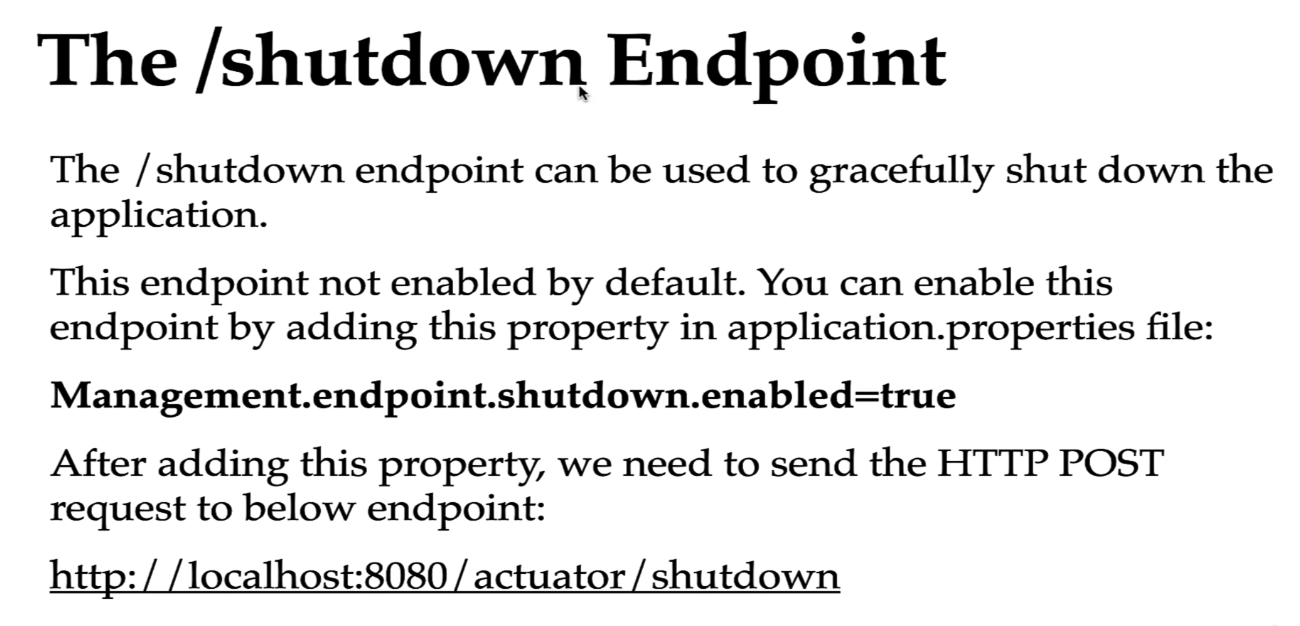 The /shutdown Endpoint
The /shutdown endpoint can be used to gracefully shut down the
application.
This endpoint not enabled by default. You can enable this
endpoint by adding this property in application.properties file:
Management.endpoint.shutdown.enabled=true
After adding this property, we need to send the HTTP POST
request to below endpoint:
http://localhost:8080/actuator/shutdown